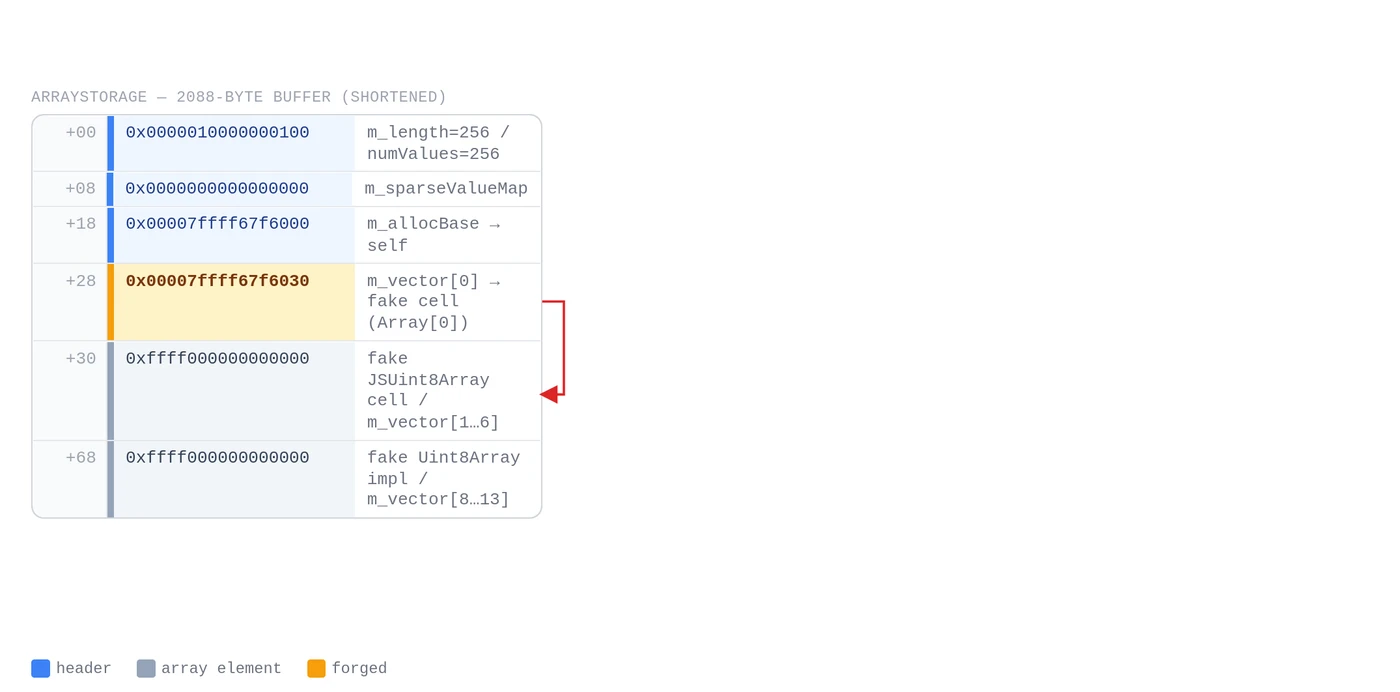 ARRAYSTORAGE — 2088-BYTE BUFFER (SHORTENED)
+00 0x0000010000000100 m_length=256 /
numValues=256
+08 0x0000000000000000 m_sparseValueMap
+18 0x00007ffff67f6000 m_allocBase →
self
+28 0x00007ffff67f6030 m_vector[0] →
fake cell
(Array[0])
+30 0xffff000000000000 fake
JSUint8Array
cell /
m_vector[1…6]
+68 0xffff000000000000 fake Uint8Array
impl /
m_vector[8…13]
header array element forged